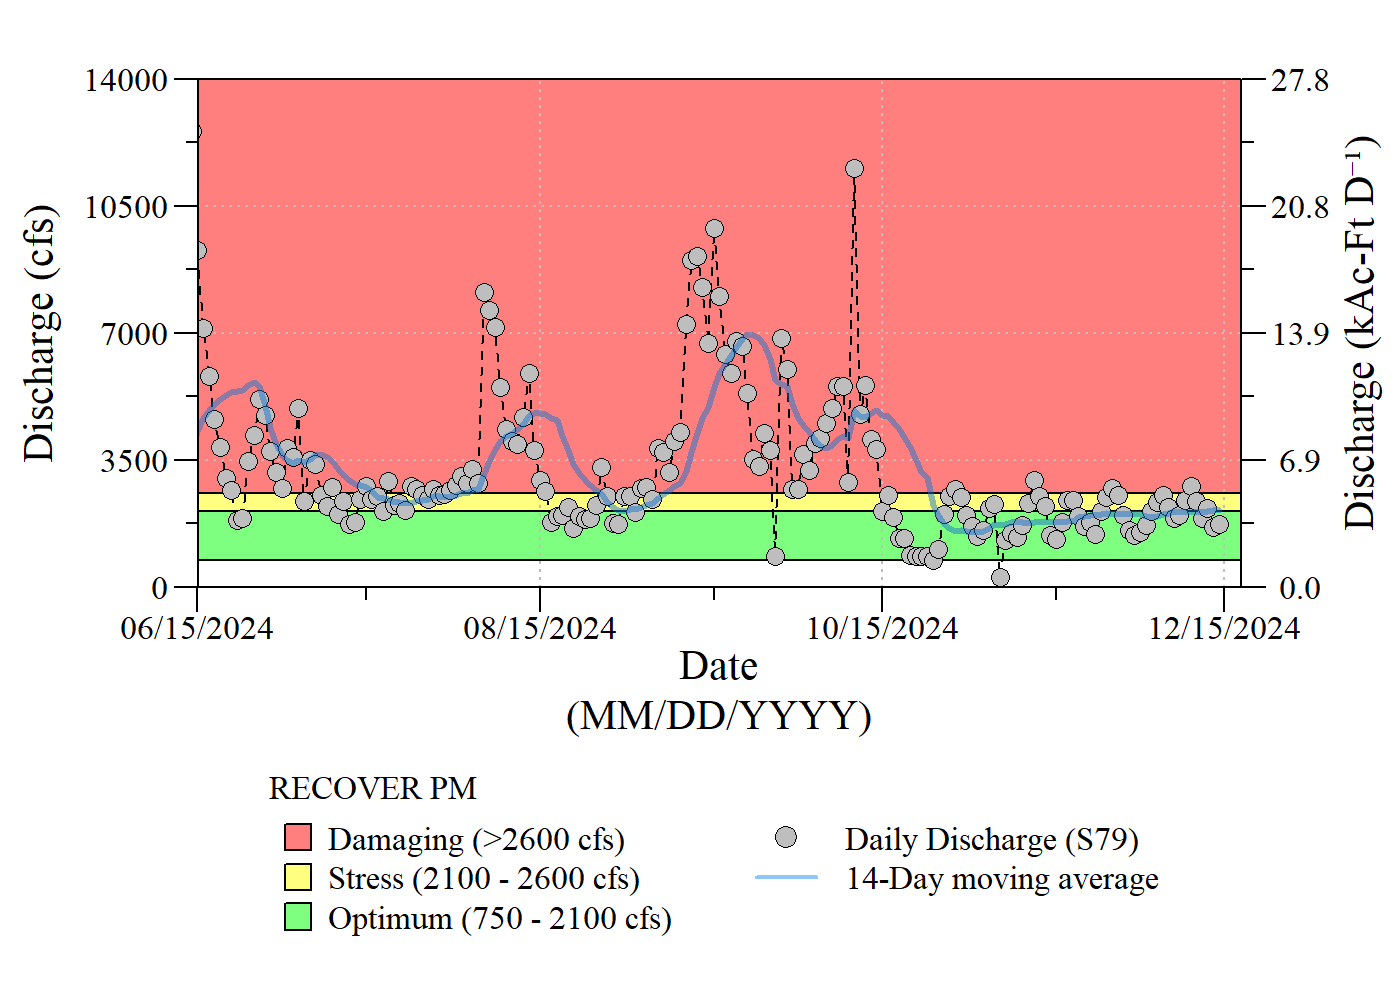 14000
10500
7000
3500
0
Discharge (cfs)
27.8
20.8
13.9
6.9
0.0
Discharge (kAc-Ft D⁻¹)
06/15/2024 08/15/2024 10/15/2024 12/15/2024
Date
(MM/DD/YYYY)
RECOVER PM
Damaging (>2600 cfs)
Stress (2100 - 2600 cfs)
Optimum (750 - 2100 cfs)
Daily Discharge (S79)
14-Day moving average